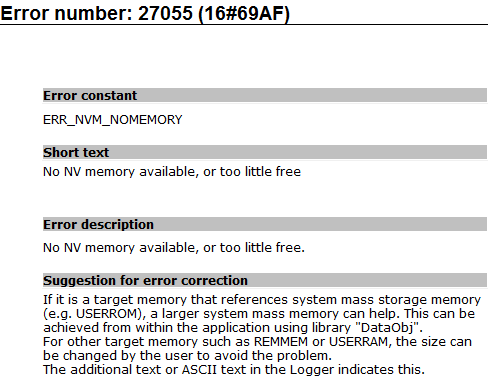 Error number: 27055 (16#69AF)
Error constant
ERR_NVM_NOMEMORY
Short text
No NV memory available, or too little free
Error description
No NV memory available, or too little free.
Suggestion for error correction
If it is a target memory that references system mass storage memory
(e.g. USERROM), a larger system mass memory can help. This can be
achieved from within the application using library "DataObj".
For other target memory such as REMMEM or USERRAM, the size can
be changed by the user to avoid the problem.
The additional text or ASCII text in the Logger indicates this.